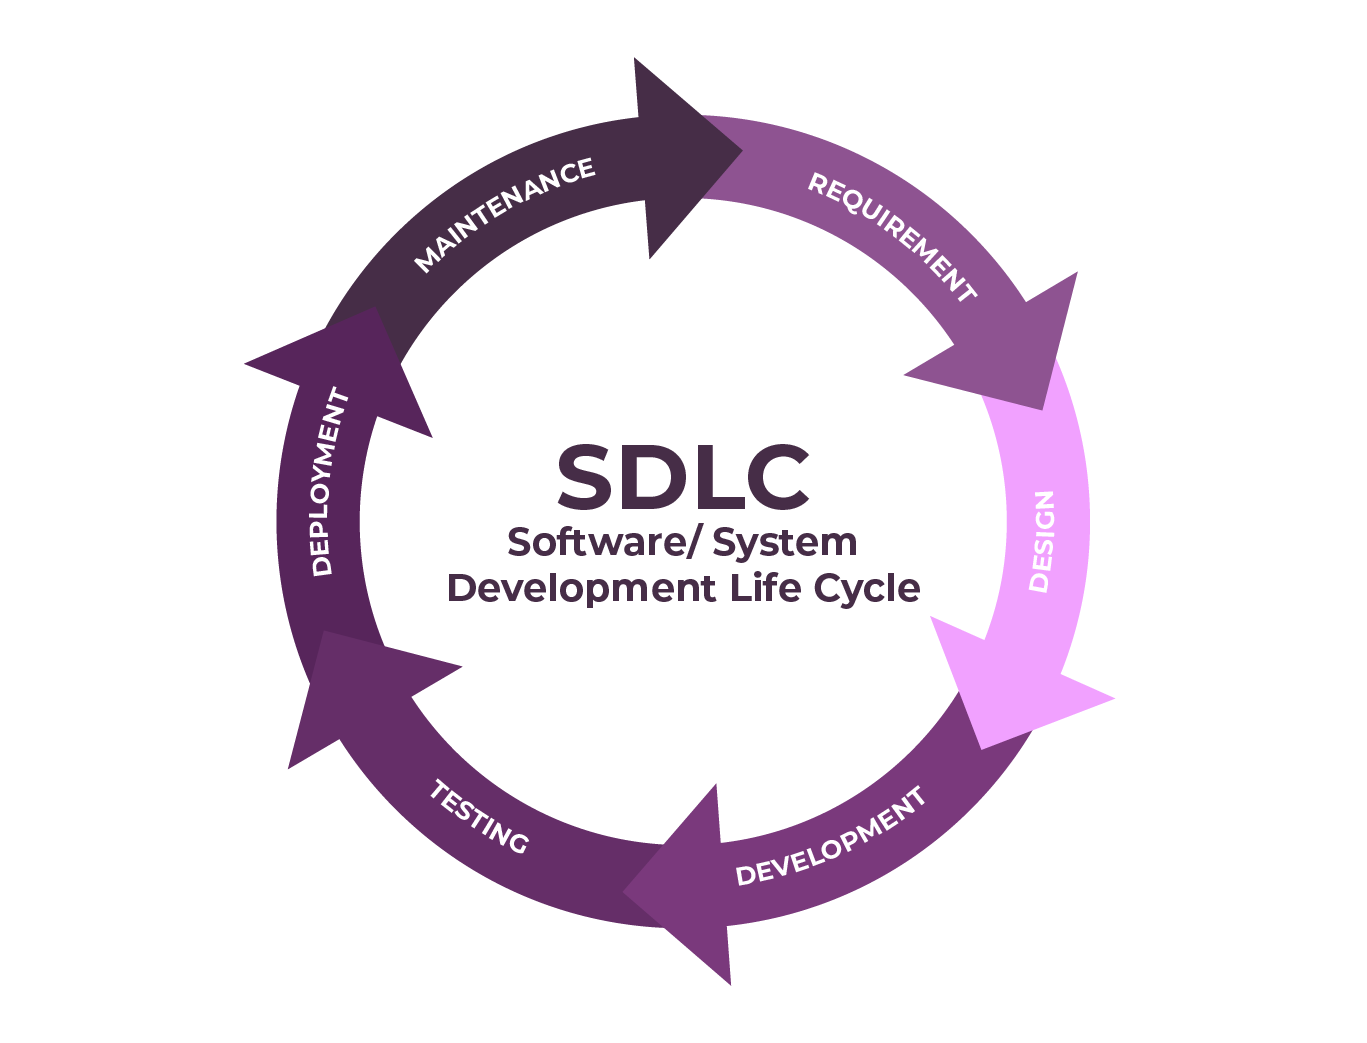 SDLC
Software/ System
Development Life Cycle
REQUIREMENT
DESIGN
DEVELOPMENT
TESTING
DEPLOYMENT
MAINTENANCE